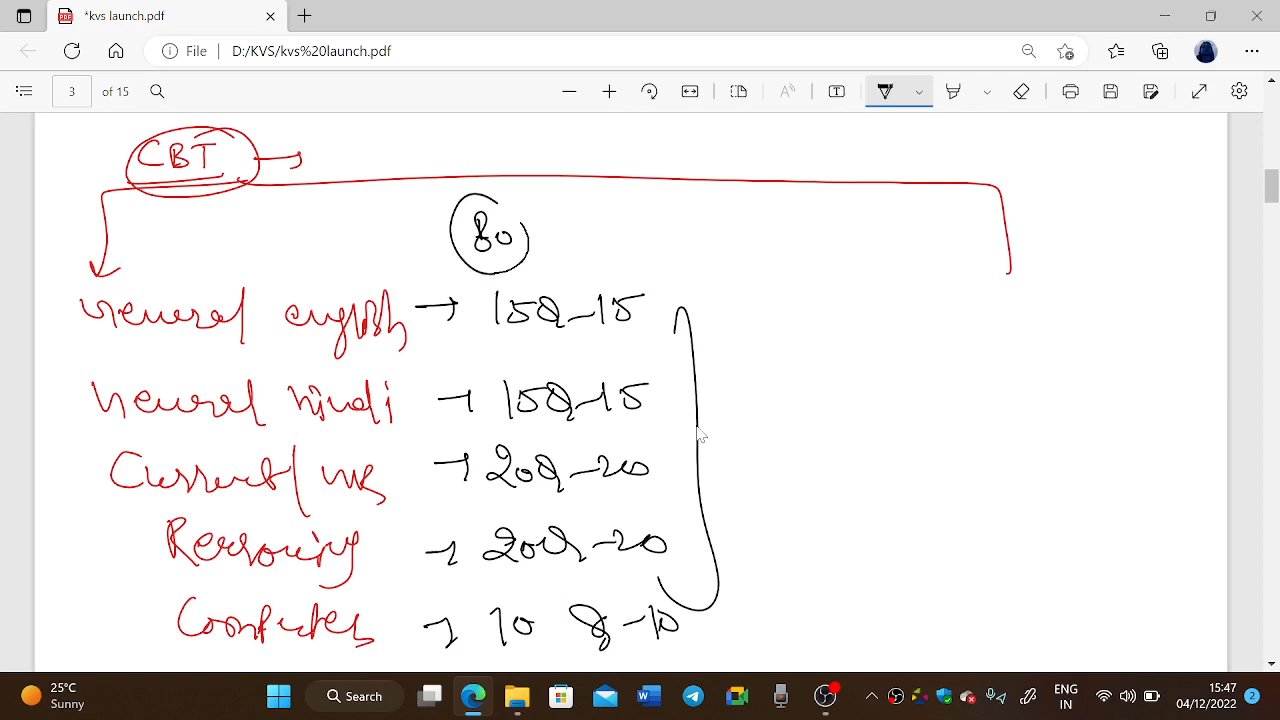 *kvs launch.pdf
File D:/KVS/kvs%20launch.pdf
3 of 15
CBT
80
General english → 15Q-15
General hindi → 15Q-15
Current/ → 20Q-20
Reasoning → 20Q-20
Computer → 10 Q-10
25°C
Sunny
Search
ENG
IN
15:47
04/12/2022